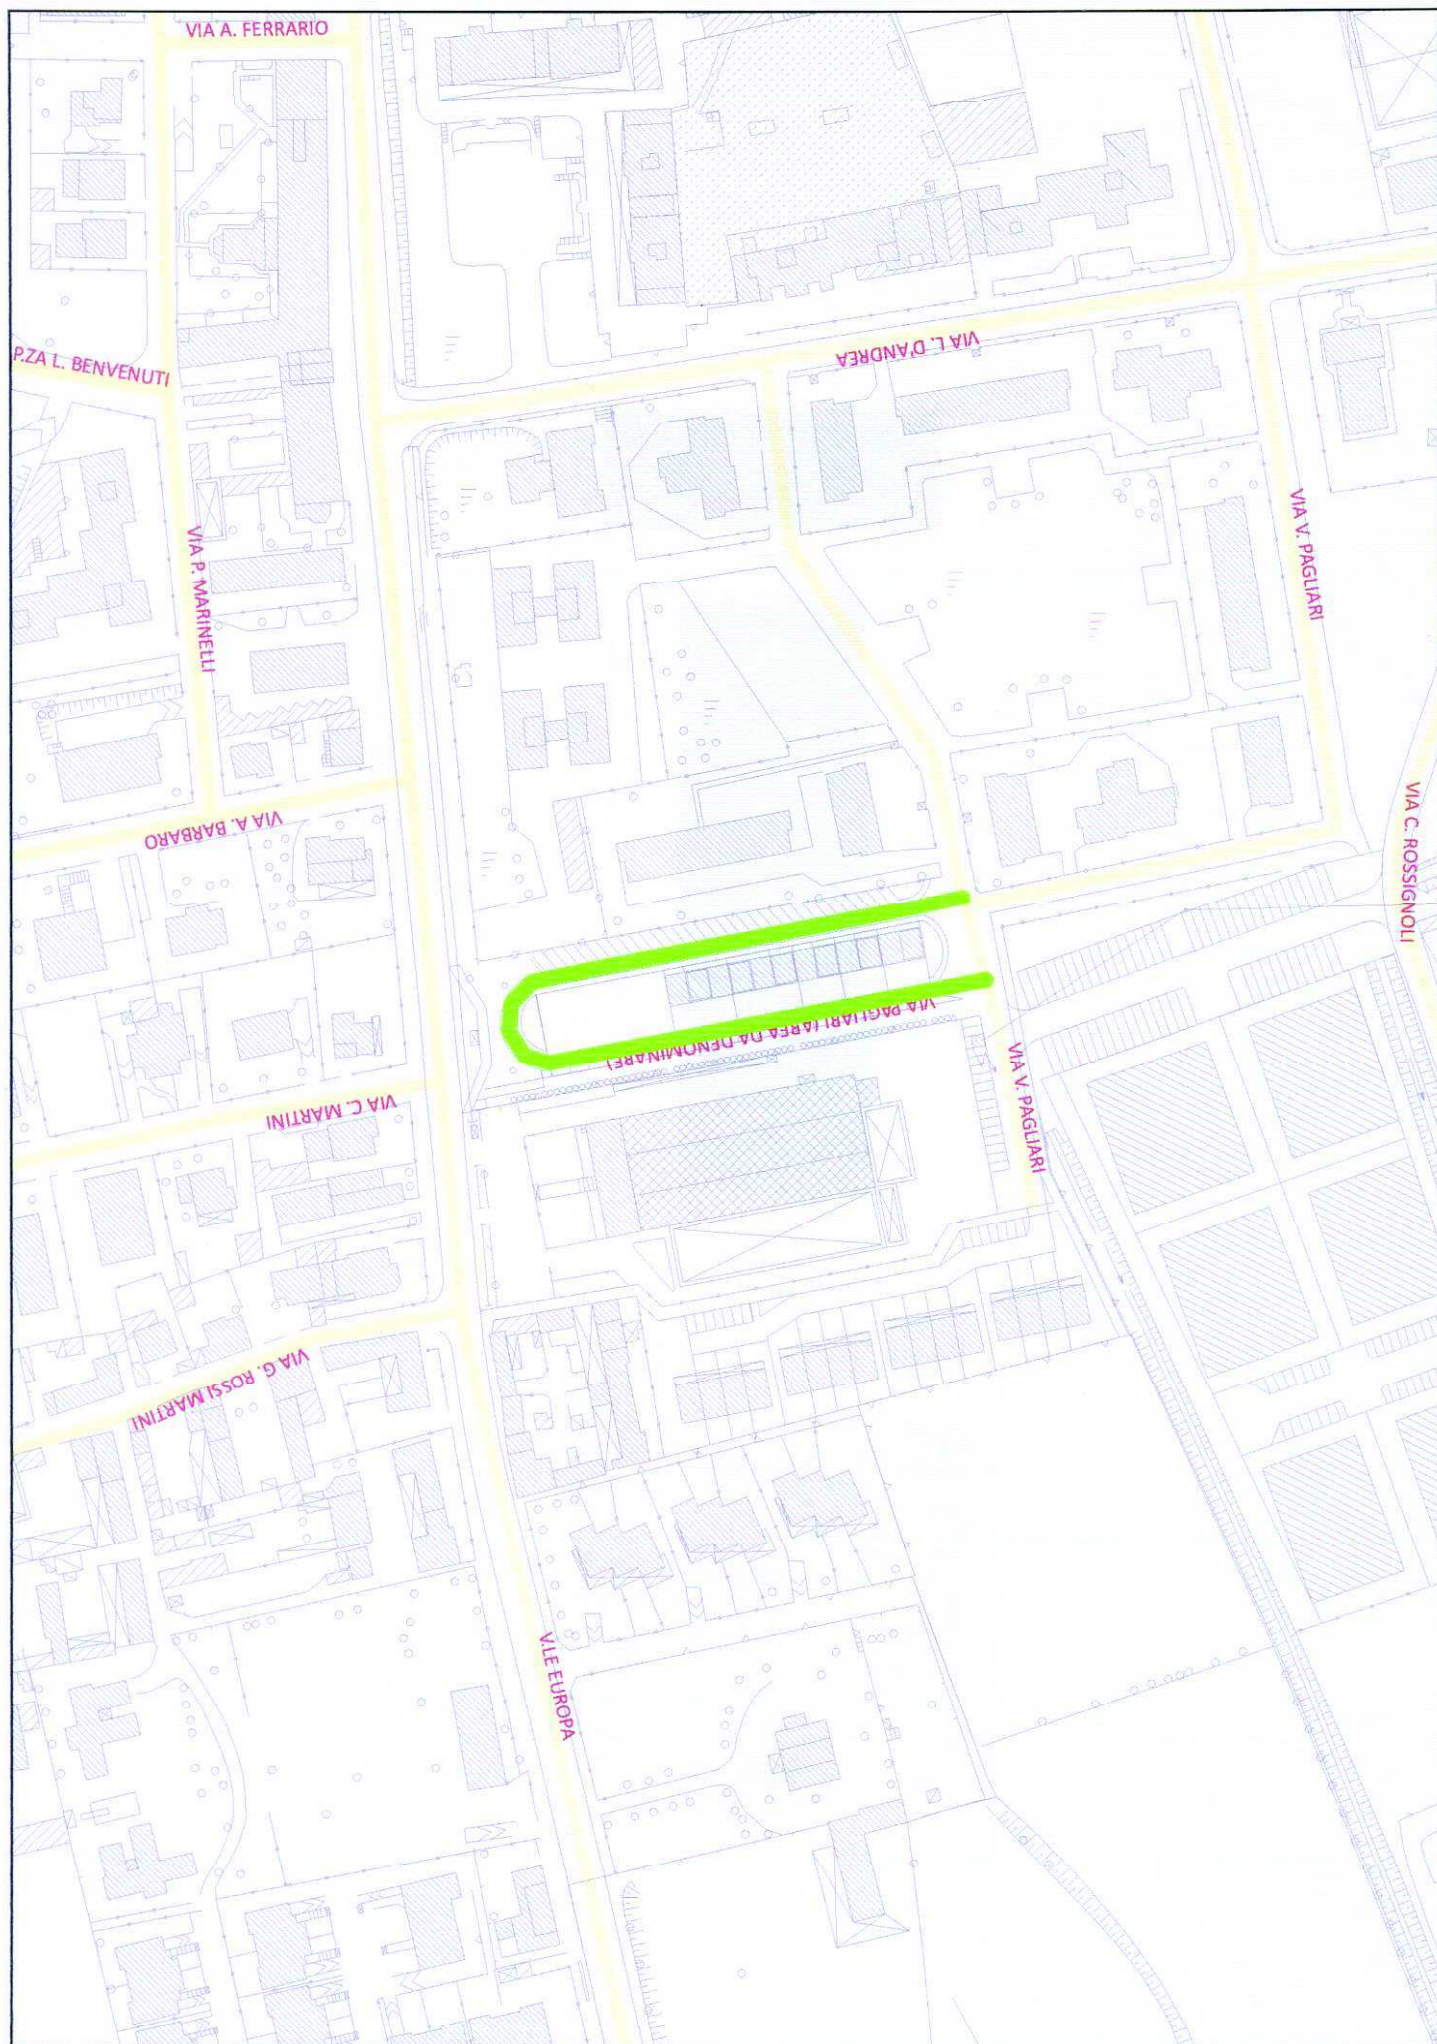 VIA A. FERRARIO
VIA L. D'ANDREA
P.ZA L. BENVENUTI
VIA V. PAGLIARI
VIA P. MARINELLI
VIA A. BARBARO
VIA C. ROSSIGNOLI
VIA PAGLIARI (AREA DA DENOMINARE)
VIA V. PAGLIARI
VIA C. MARTINI
VIA G. ROSSI MARTINI
V.LE EUROPA